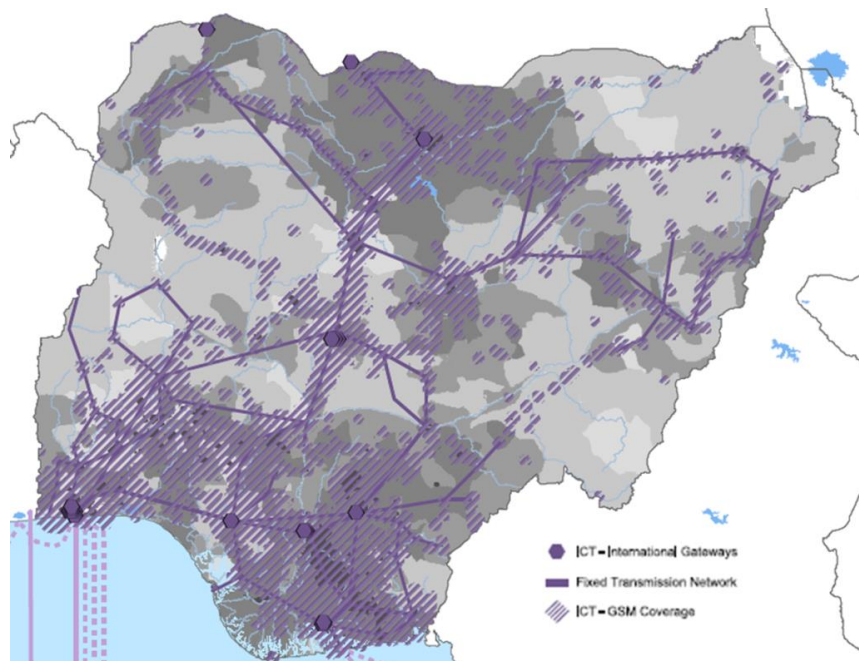 ICT-International Gateways
Fixed Transmission Network
ICT-GSM Coverage